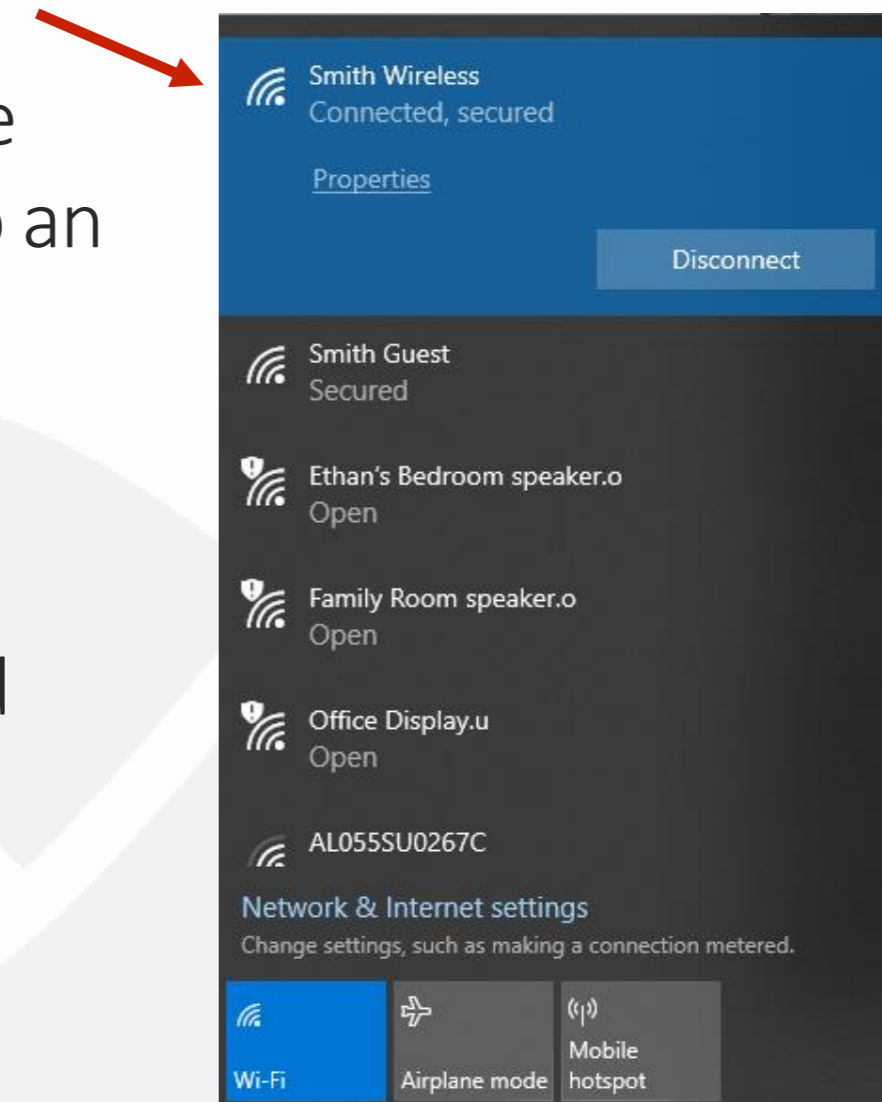 e
o an
d
Smith Wireless
Connected, secured
Properties
Disconnect
Smith Guest
Secured
Ethan's Bedroom speaker.o
Open
Family Room speaker.o
Open
Office Display.u
Open
AL055SU0267C
Network & Internet settings
Change settings, such as making a connection metered.
Wi-Fi
Airplane mode
Mobile
hotspot